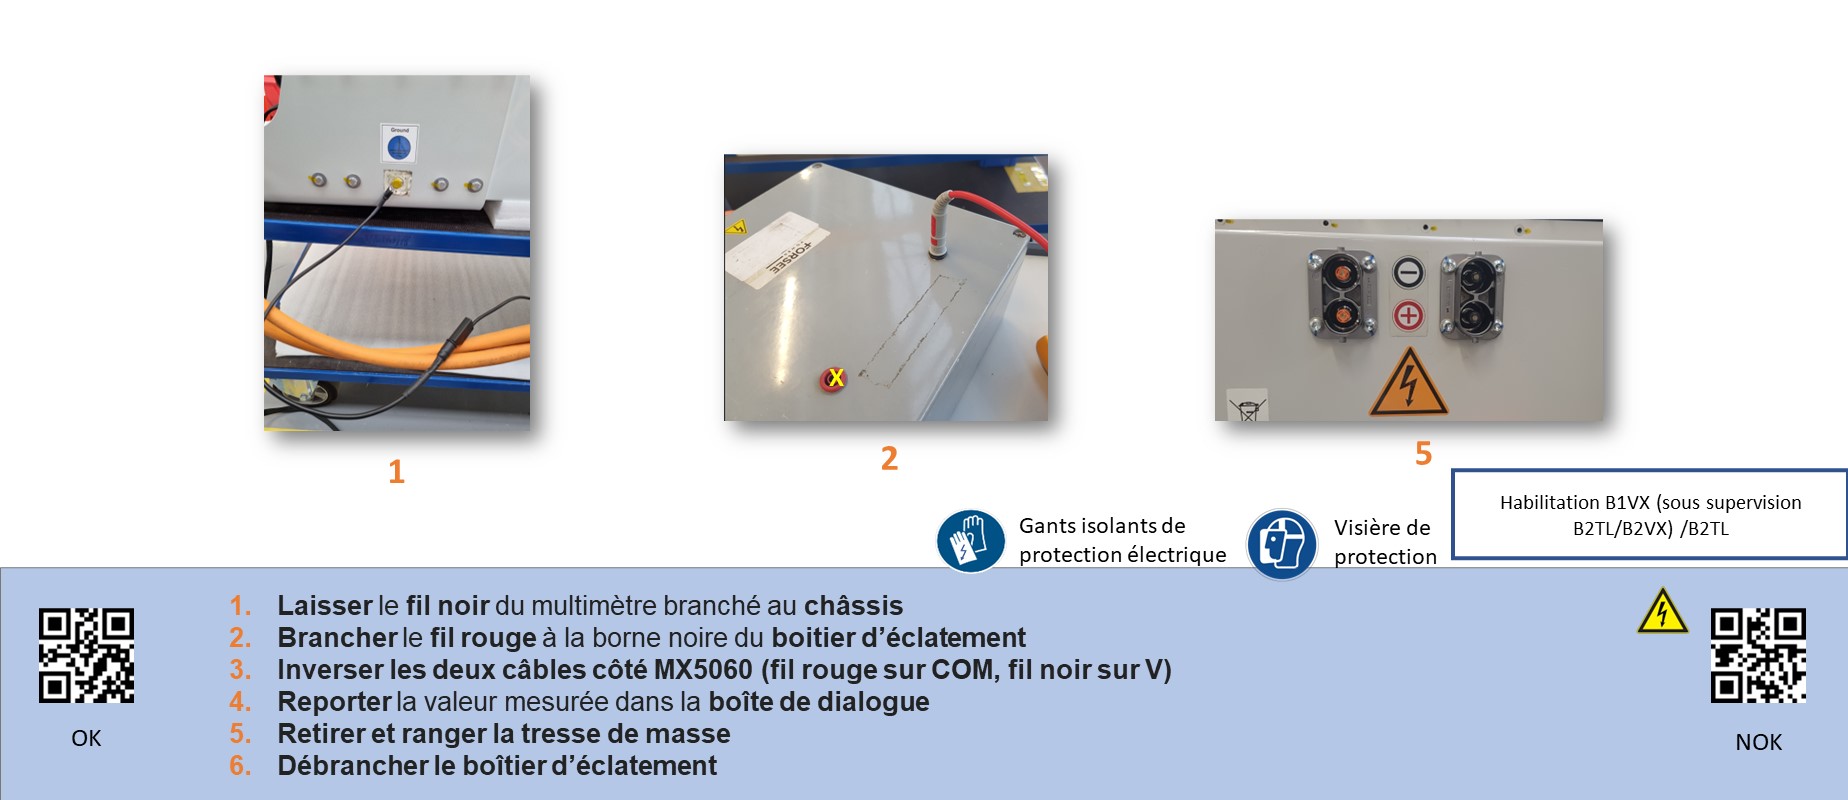 Ground
FORSEE
X
1
2
5
Gants isolants de
protection électrique
Visière de
protection
Habilitation B1VX (sous supervision
B2TL/B2VX) /B2TL
1. Laisser le fil noir du multimètre branché au châssis
2. Brancher le fil rouge à la borne noire du boitier d’éclatement
3. Inverser les deux câbles côté MX5060 (fil rouge sur COM, fil noir sur V)
4. Reporter la valeur mesurée dans la boîte de dialogue
5. Retirer et ranger la tresse de masse
6. Débrancher le boîtier d’éclatement
OK
NOK